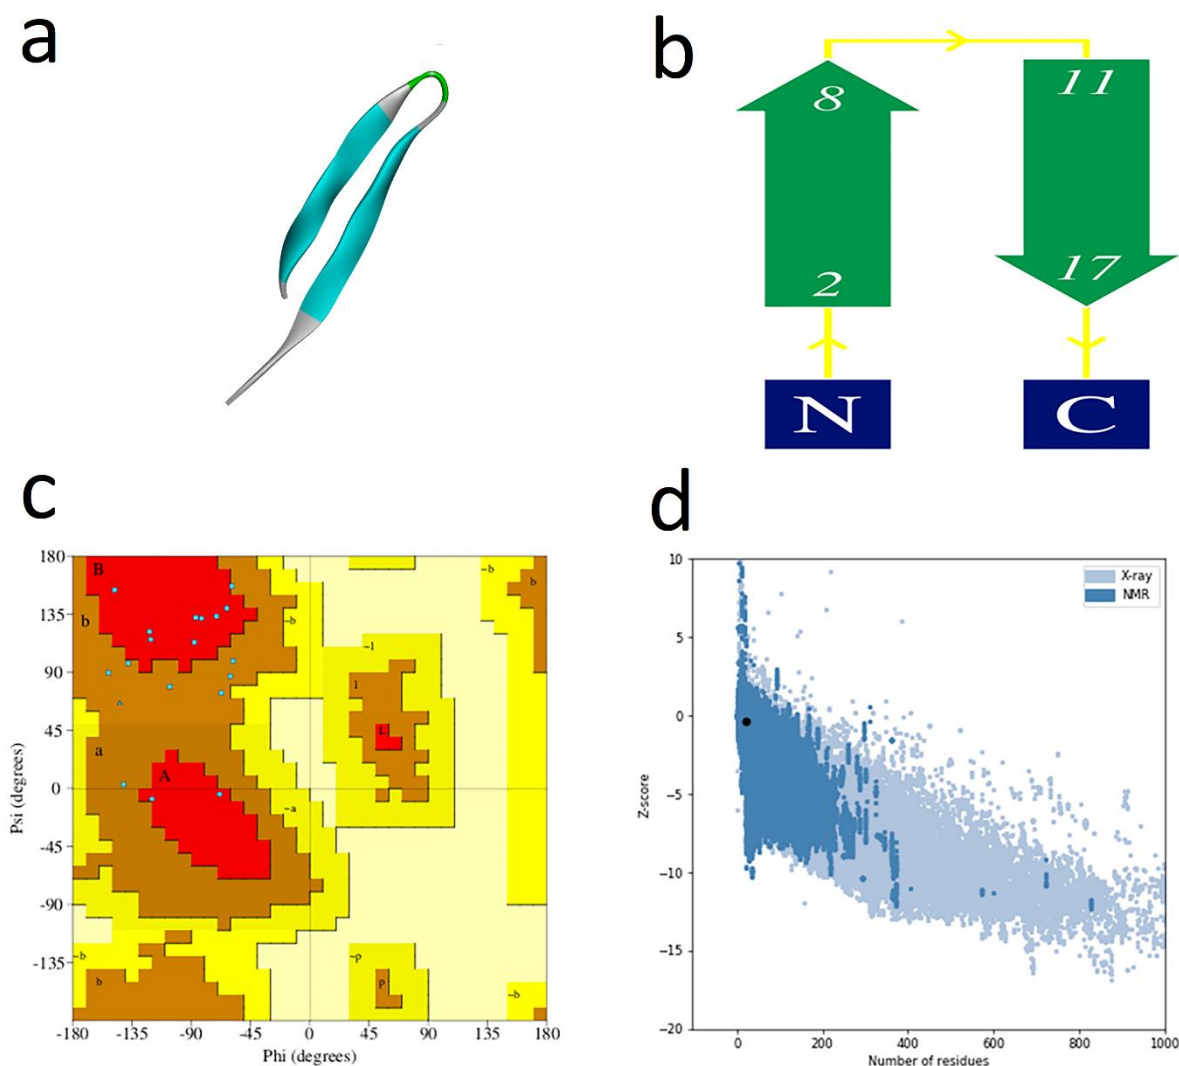 a
b
8
11
2
17
N
C
c
d
180
135
90
45
0
-45
-90
-135
-180
Psi (degrees)
B
b
a
A
~b
~a
~l
l
L
~b
b
~b
b
~p
p
~b
-180 -135 -90 -45 0 45 90 135 180
Phi (degrees)
10
5
0
−5
−10
−15
−20
Z-score
X-ray
NMR
0 200 400 600 800 1000
Number of residues